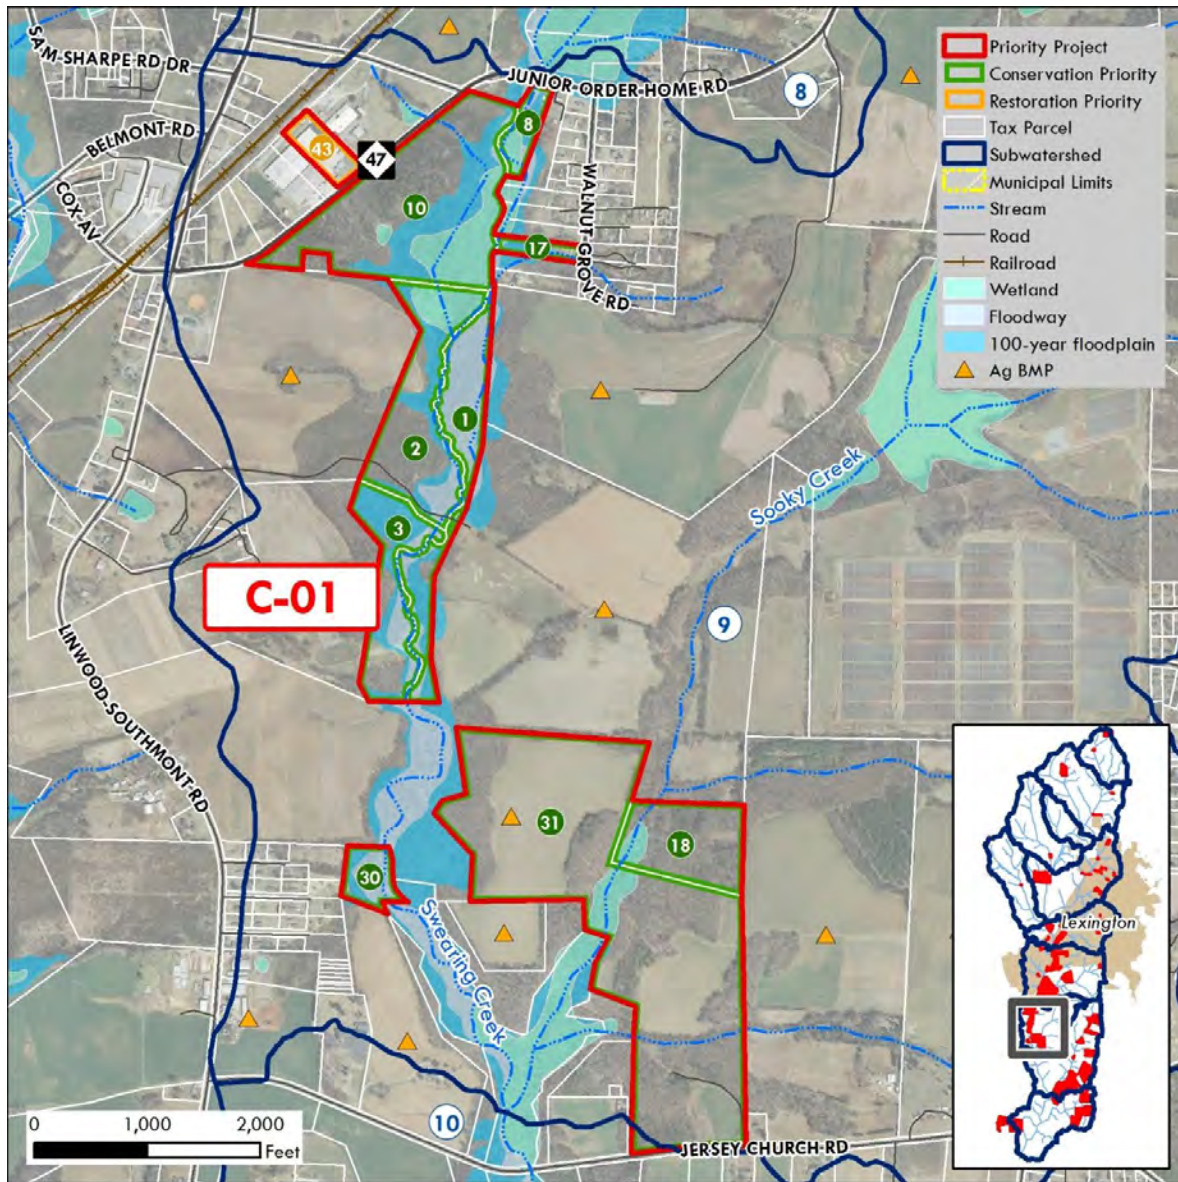 SAM-SHARPE RD DR
JUNIOR ORDER HOME RD
BELMONT RD
COX AV
WALNUT GROVE RD
LINWOOD-SOUTHMONT RD
JERSEY CHURCH RD
Sooky Creek
Swearing Creek
8
9
10
47
43
8
10
17
1
2
3
C-01
31
18
30
Priority Project
Conservation Priority
Restoration Priority
Tax Parcel
Subwatershed
Municipal Limits
Stream
Road
Railroad
Wetland
Floodway
100-year floodplain
Ag BMP
Lexington
0 1,000 2,000
Feet